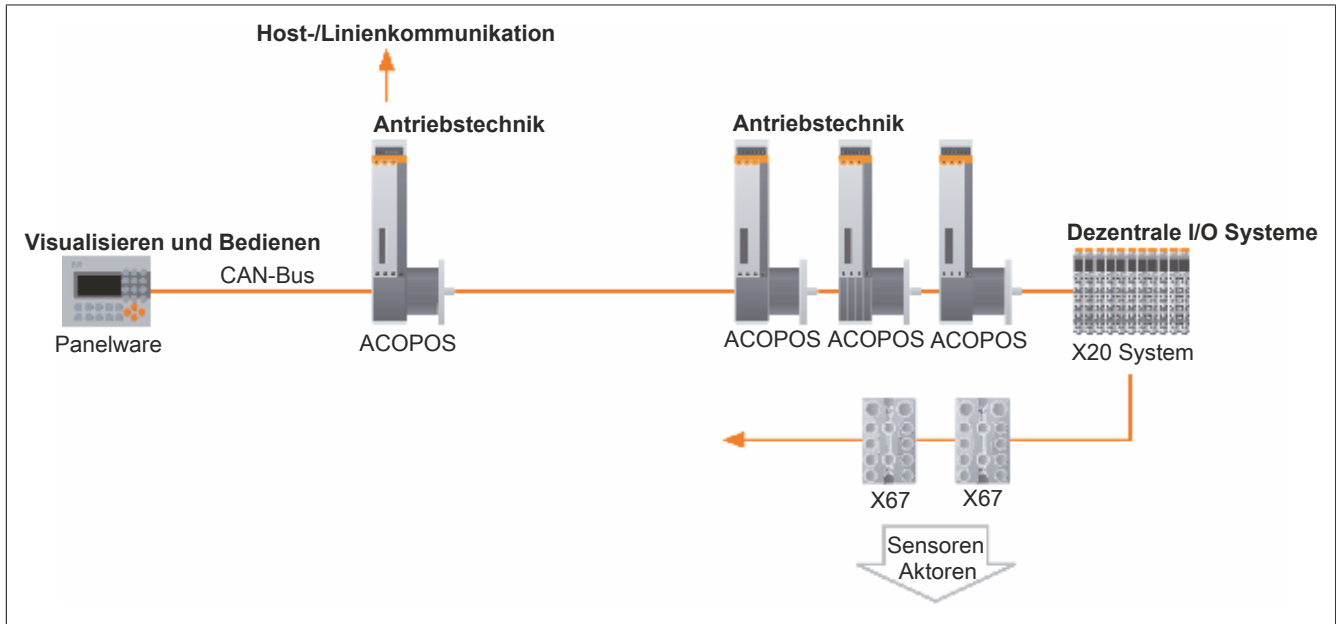 Host-/Linienkommunikation
Antriebstechnik
Antriebstechnik
Visualisieren und Bedienen
Dezentrale I/O Systeme
CAN-Bus
Panelware
ACOPOS
ACOPOS
ACOPOS
ACOPOS
X20 System
X67
X67
Sensoren
Aktoren